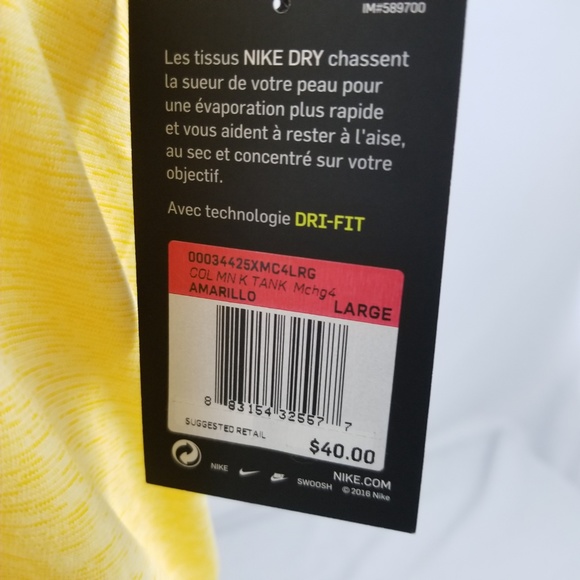 IM#589700
Les tissus NIKE DRY chassent
la sueur de votre peau pour
une évaporation plus rapide
et vous aident à rester à l'aise,
au sec et concentré sur votre
objectif.
Avec technologie DRI-FIT
00034425XMC4LRG
COL MN K TANK Mchg4
AMARILLO LARGE
8 83154 32557 7
SUGGESTED RETAIL
$40.00
NIKE SWOOSH
NIKE.COM
© 2016 Nike